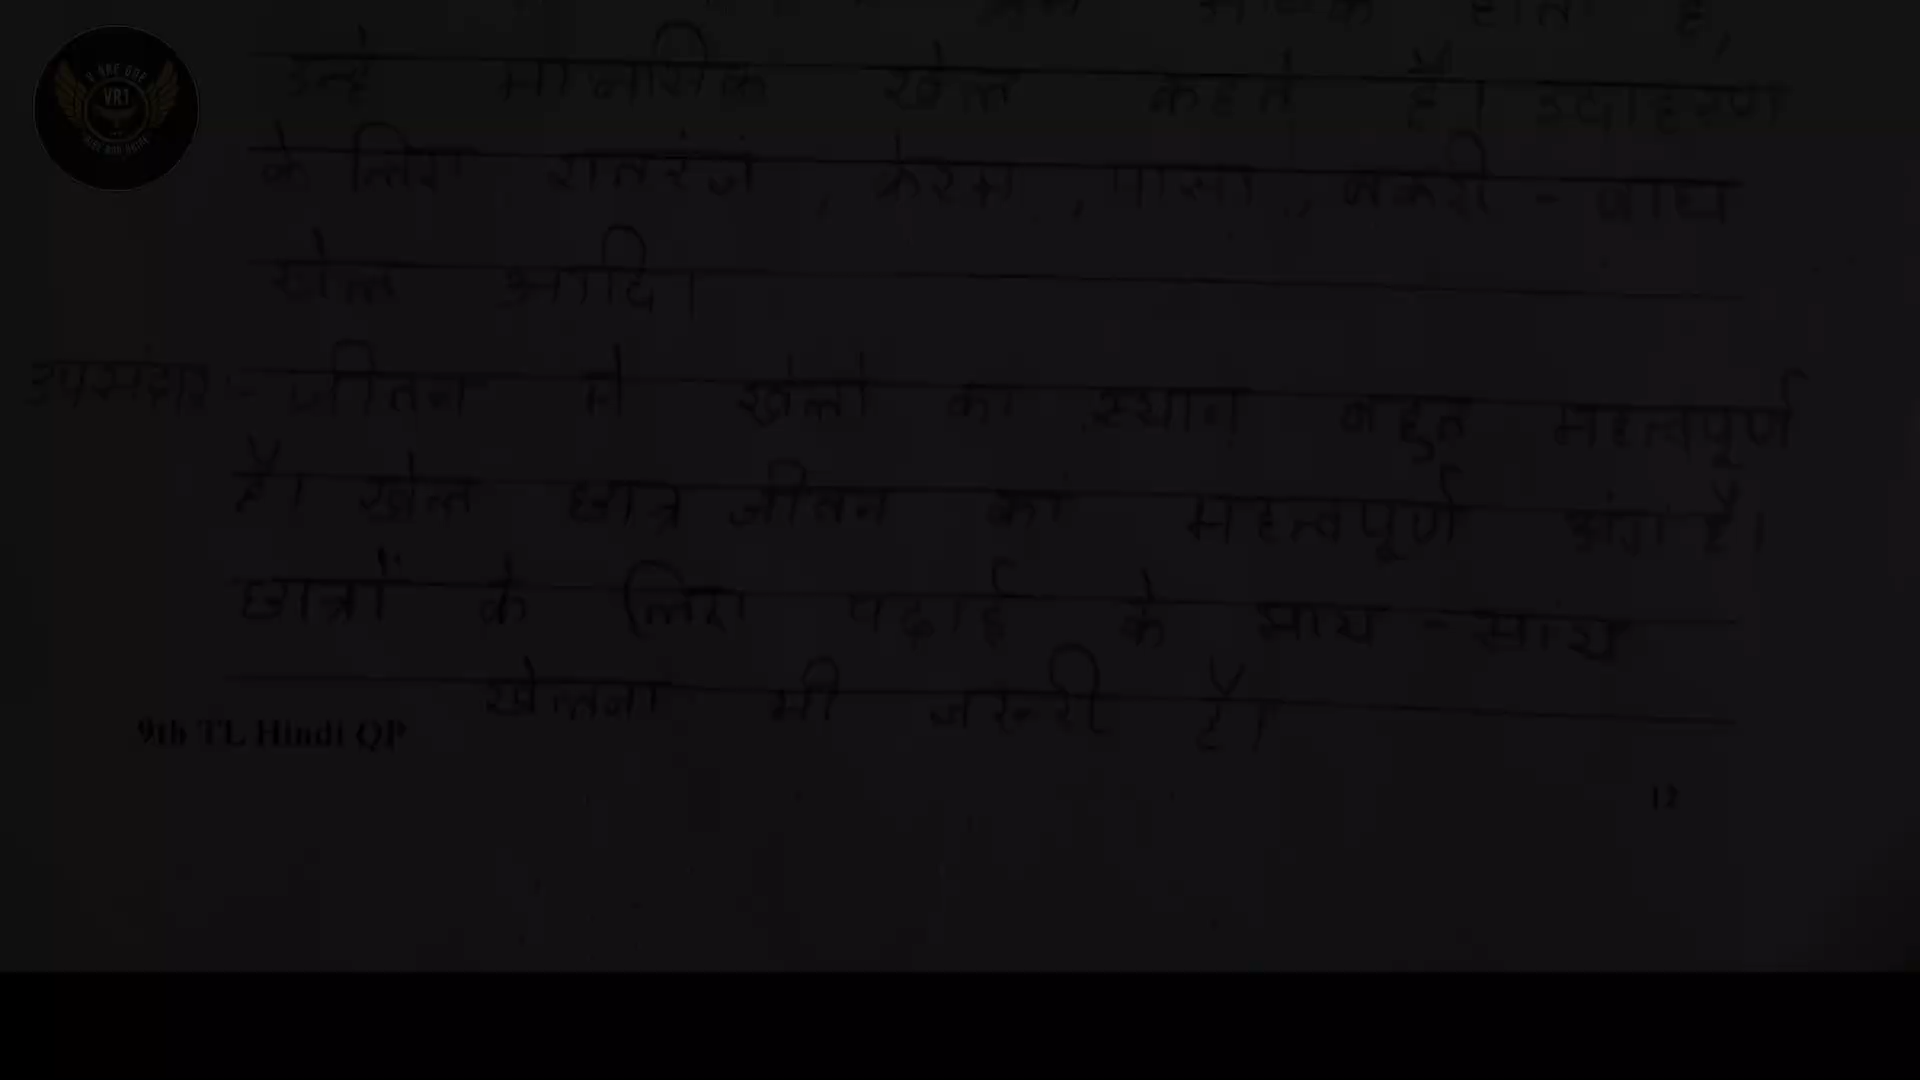 उन्हें मानसिक खेल कहते हैं। उदाहरण
के लिए शतरंज, केरम, पासा, बकरी - बाघ
खेल आदि।
उपसंहार - जीवन में खेलों का स्थान बहुत महत्वपूर्ण
है। खेल छात्र जीवन का महत्वपूर्ण अंग है।
छात्रों के लिए पढ़ाई के साथ - साथ
खेलना भी जरूरी है।
9th TL Hindi QP
12
VRT